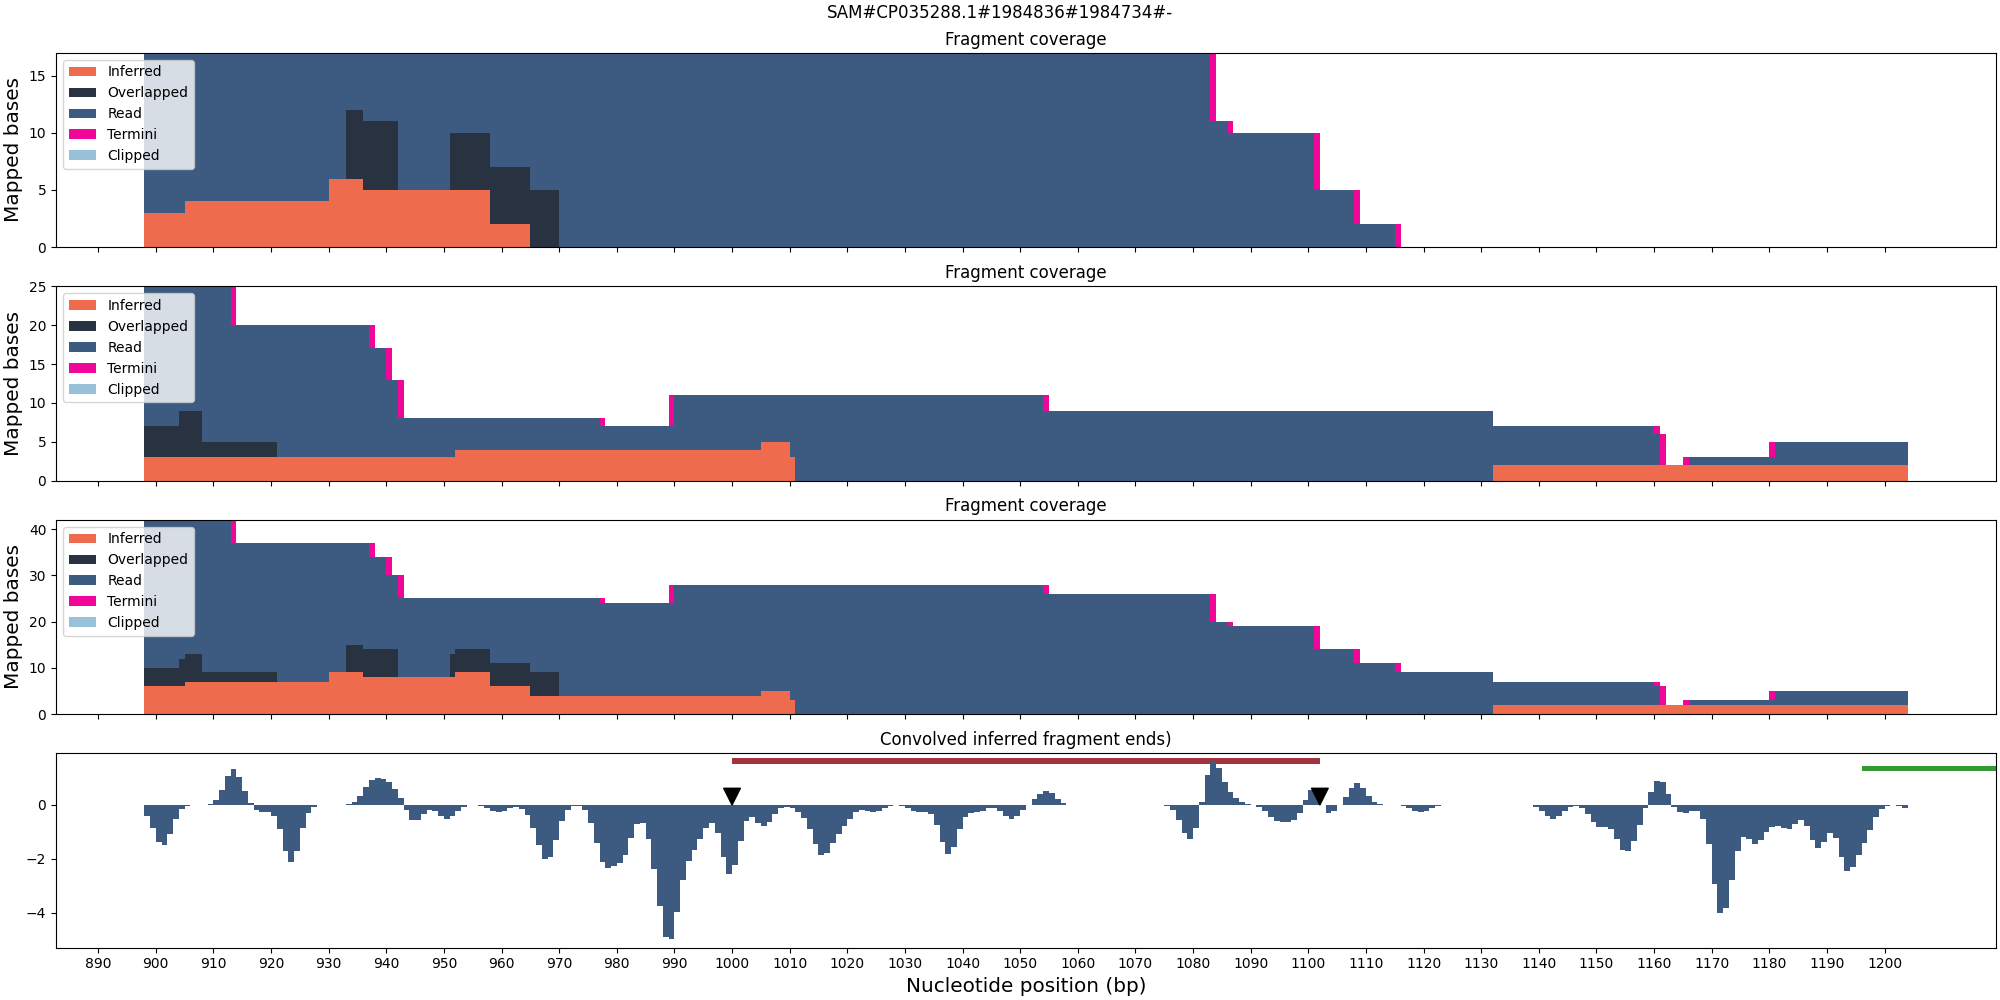 SAM#CP035288.1#1984836#1984734#-
Fragment coverage
Mapped bases
15
10
5
0
Inferred
Overlapped
Read
Termini
Clipped
Fragment coverage
Mapped bases
25
20
15
10
5
0
Inferred
Overlapped
Read
Termini
Clipped
Fragment coverage
Mapped bases
40
30
20
10
0
Inferred
Overlapped
Read
Termini
Clipped
Convolved inferred fragment ends)
0
−2
−4
890 900 910 920 930 940 950 960 970 980 990 1000 1010 1020 1030 1040 1050 1060 1070 1080 1090 1100 1110 1120 1130 1140 1150 1160 1170 1180 1190 1200
Nucleotide position (bp)